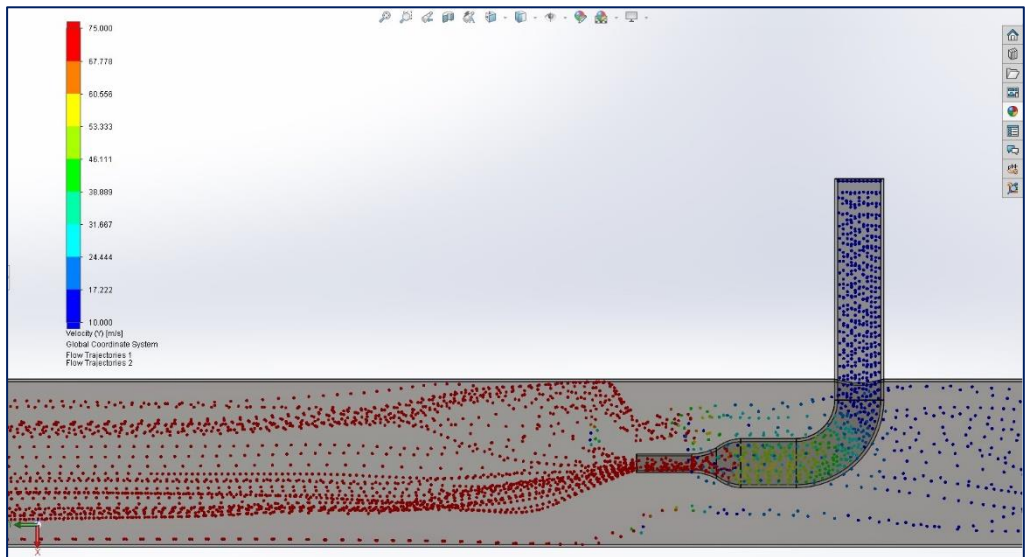 75.000
67.778
60.556
53.333
46.111
38.889
31.667
24.444
17.222
10.000
Velocity (Y) [m/s]
Global Coordinate System
Flow Trajectories 1
Flow Trajectories 2
X